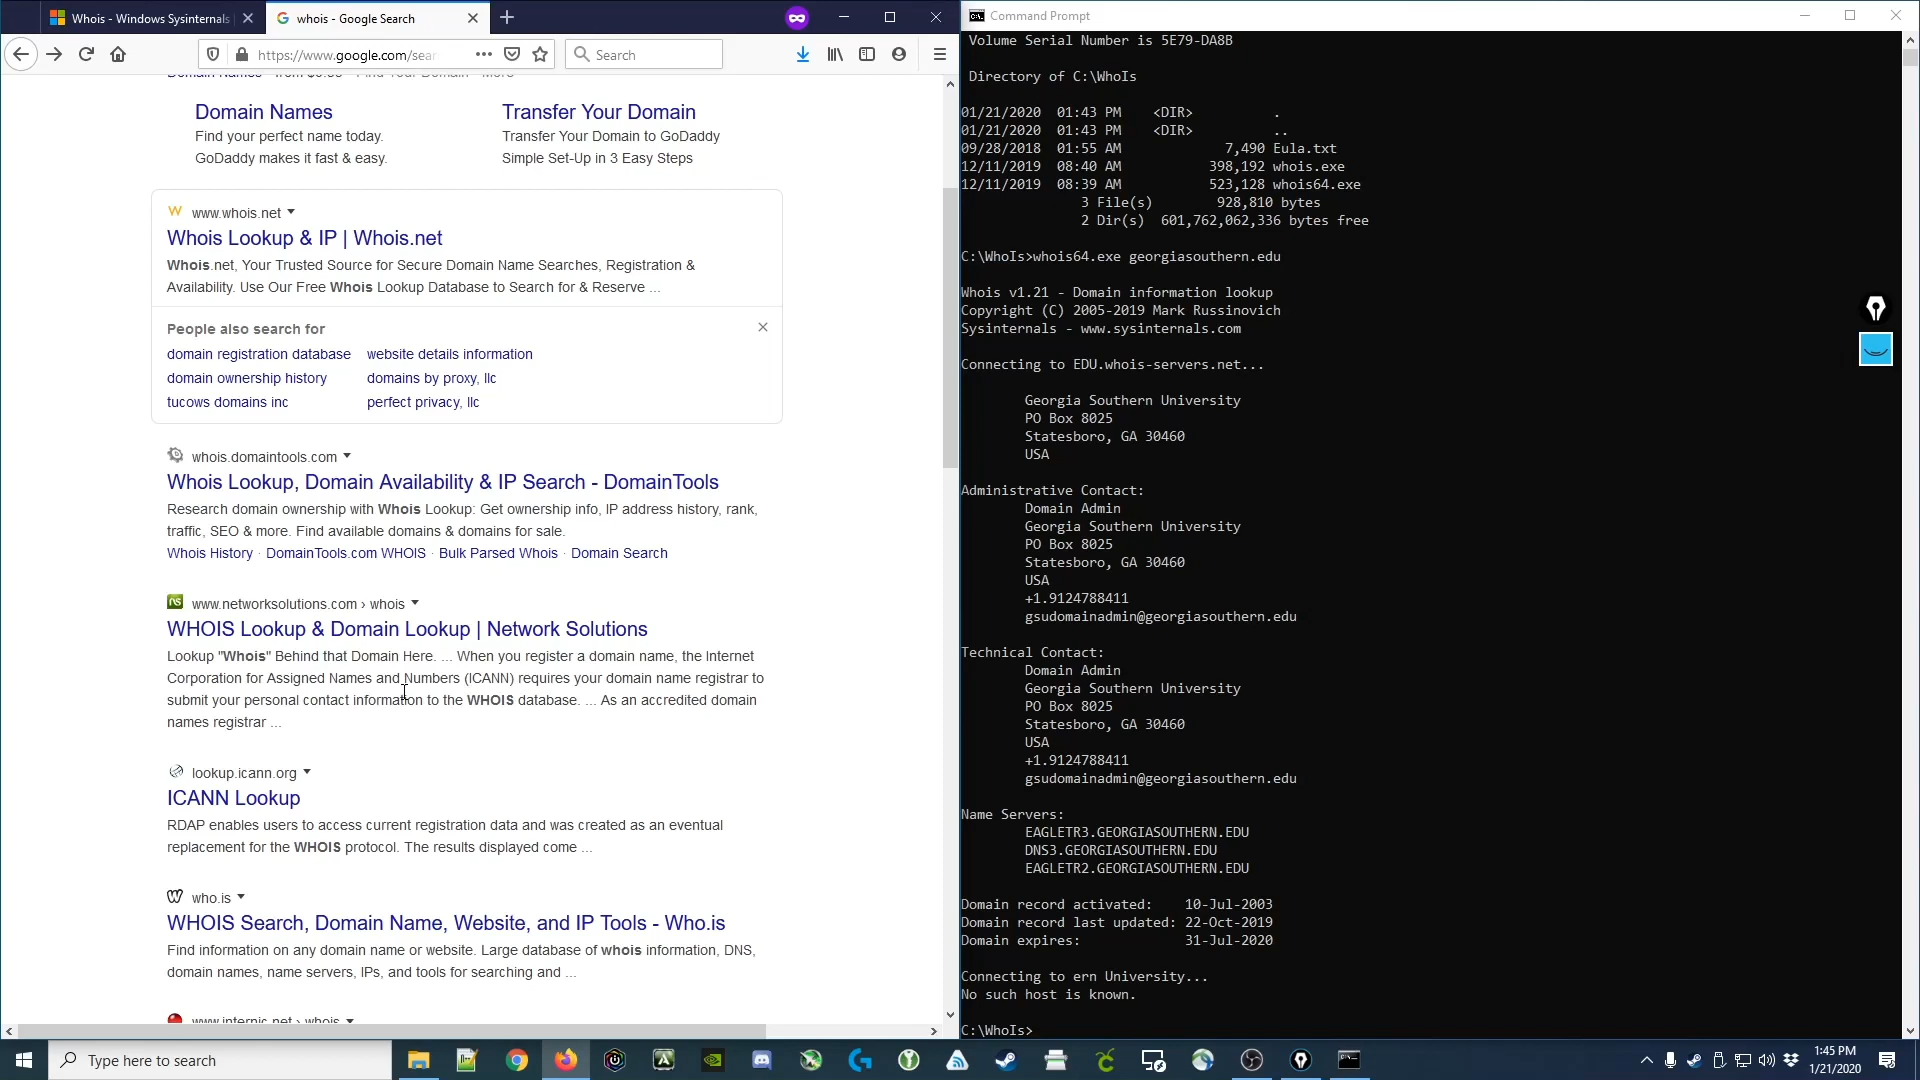 Whois - Windows Sysinternals
whois - Google Search
https://www.google.com/sear
Search
Domain Names
Transfer Your Domain
Find your perfect name today.
Transfer Your Domain to GoDaddy
GoDaddy makes it fast & easy.
Simple Set-Up in 3 Easy Steps
www.whois.net
Whois Lookup & IP | Whois.net
Whois.net, Your Trusted Source for Secure Domain Name Searches, Registration &
Availability. Use Our Free Whois Lookup Database to Search for & Reserve ...
People also search for
domain registration database
website details information
domain ownership history
domains by proxy, llc
tucows domains inc
perfect privacy, llc
whois.domaintools.com
Whois Lookup, Domain Availability & IP Search - DomainTools
Research domain ownership with Whois Lookup: Get ownership info, IP address history, rank,
traffic, SEO & more. Find available domains & domains for sale.
Whois History · DomainTools.com WHOIS · Bulk Parsed Whois · Domain Search
www.networksolutions.com › whois
WHOIS Lookup & Domain Lookup | Network Solutions
Lookup "Whois" Behind that Domain Here. ... When you register a domain name, the Internet
Corporation for Assigned Names and Numbers (ICANN) requires your domain name registrar to
submit your personal contact information to the WHOIS database. ... As an accredited domain
names registrar ...
lookup.icann.org
ICANN Lookup
RDAP enables users to access current registration data and was created as an eventual
replacement for the WHOIS protocol. The results displayed come ...
who.is
WHOIS Search, Domain Name, Website, and IP Tools - Who.is
Find information on any domain name or website. Large database of whois information, DNS,
domain names, name servers, IPs, and tools for searching and ...
www.internic.net › whois
Command Prompt
Volume Serial Number is 5E79-DA8B
Directory of C:\WhoIs
01/21/2020 01:43 PM <DIR> .
01/21/2020 01:43 PM <DIR> ..
09/28/2018 01:55 AM 7,490 Eula.txt
12/11/2019 08:40 AM 398,192 whois.exe
12/11/2019 08:39 AM 523,128 whois64.exe
3 File(s) 928,810 bytes
2 Dir(s) 601,762,062,336 bytes free
C:\WhoIs>whois64.exe georgiasouthern.edu
Whois v1.21 - Domain information lookup
Copyright (C) 2005-2019 Mark Russinovich
Sysinternals - www.sysinternals.com
Connecting to EDU.whois-servers.net...
Georgia Southern University
PO Box 8025
Statesboro, GA 30460
USA
Administrative Contact:
Domain Admin
Georgia Southern University
PO Box 8025
Statesboro, GA 30460
USA
+1.9124788411
gsudomainadmin@georgiasouthern.edu
Technical Contact:
Domain Admin
Georgia Southern University
PO Box 8025
Statesboro, GA 30460
USA
+1.9124788411
gsudomainadmin@georgiasouthern.edu
Name Servers:
EAGLETR3.GEORGIASOUTHERN.EDU
DNS3.GEORGIASOUTHERN.EDU
EAGLETR2.GEORGIASOUTHERN.EDU
Domain record activated: 10-Jul-2003
Domain record last updated: 22-Oct-2019
Domain expires: 31-Jul-2020
Connecting to ern University...
No such host is known.
C:\WhoIs>
Type here to search
1:45 PM
1/21/2020